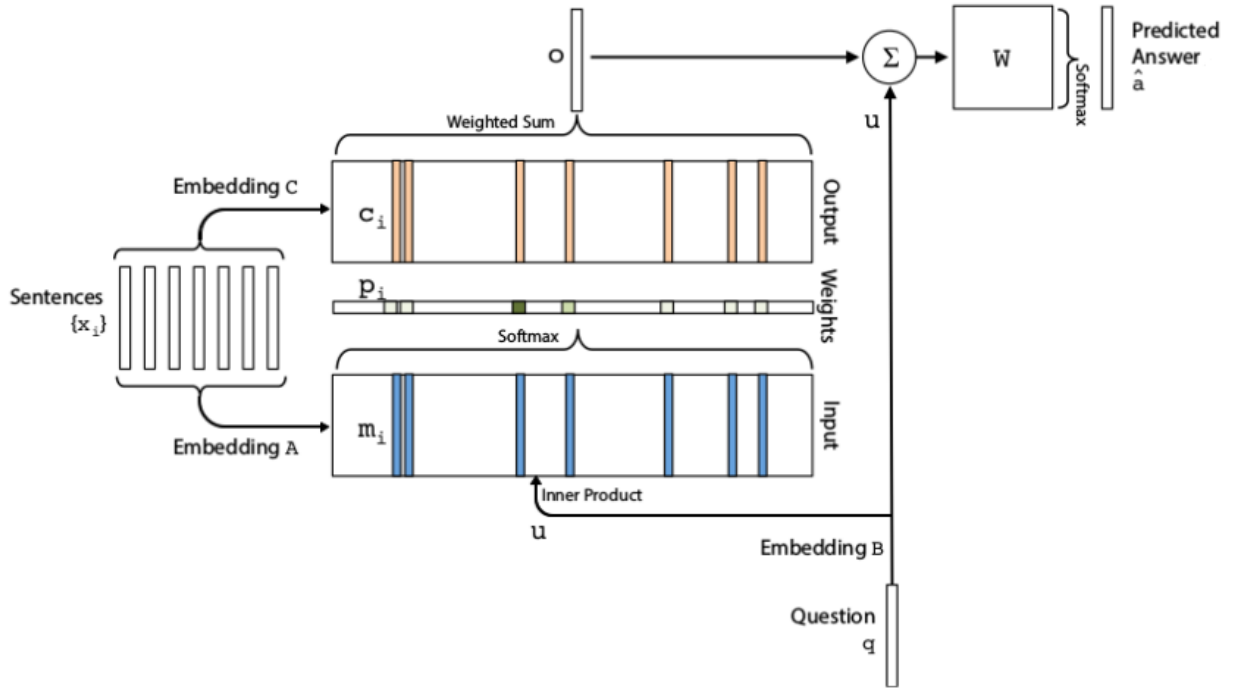 o
Σ
W
Softmax
Predicted
Answer
â
u
Weighted Sum
Embedding C
c_i
Output
Sentences
{x_i}
p_i
Weights
Softmax
m_i
Input
Embedding A
Inner Product
u
Embedding B
Question
q